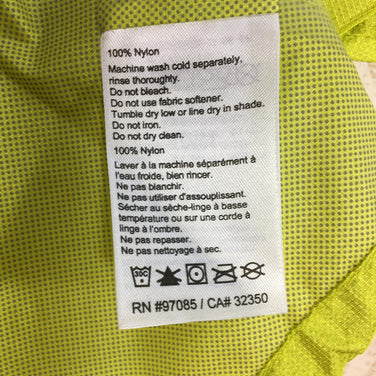 100% Nylon
Machine wash cold separately,
rinse thoroughly.
Do not bleach.
Do not use fabric softener.
Tumble dry low or line dry in shade.
Do not iron.
Do not dry clean.
100% Nylon
Laver à la machine séparément à
l'eau froide, bien rincer.
Ne pas blanchir.
Ne pas utiliser d'assouplissant.
Sécher au sèche-linge à basse
température ou sur une corde à
linge à l'ombre.
Ne pas repasser.
Ne pas nettoyage à sec.
30C
RN #97085 / CA# 32350